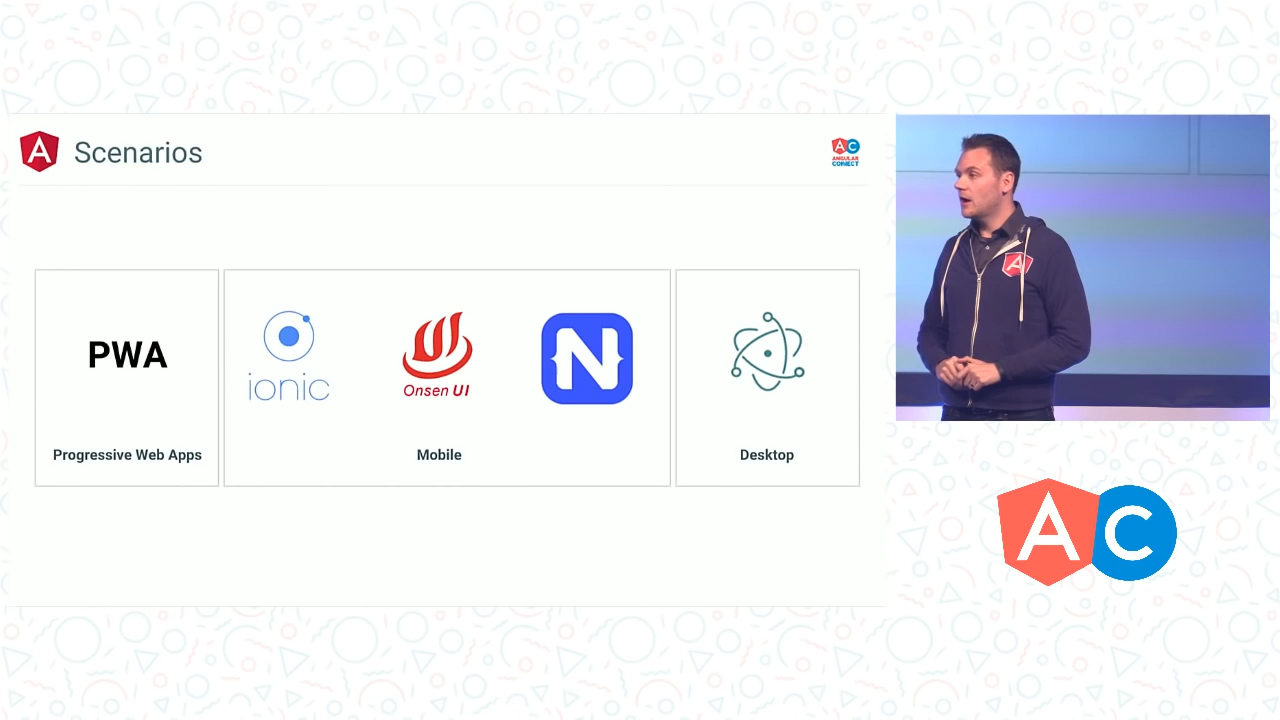 A
Scenarios
A C
ANGULAR
CONNECT
PWA
Progressive Web Apps
ionic
Onsen UI
N
Mobile
Desktop
A
A C